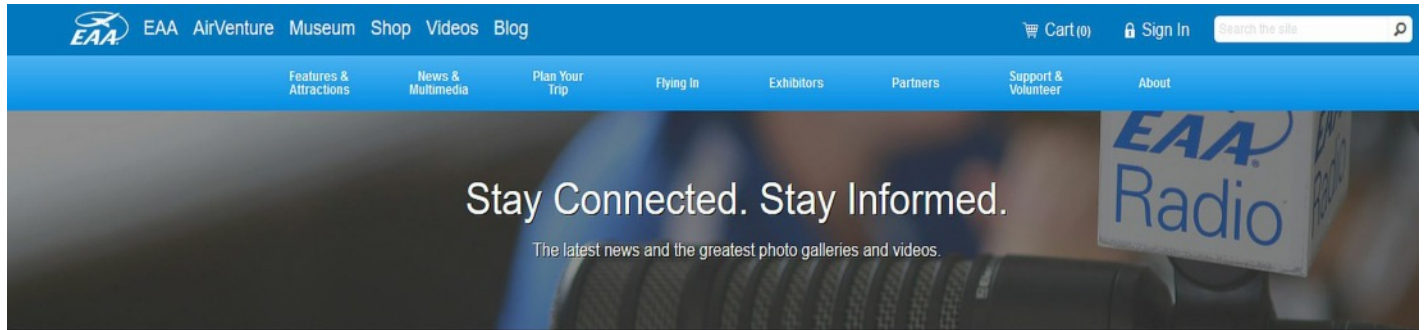 EAA
EAA AirVenture Museum Shop Videos Blog
Cart (0)
Sign In
Search the site
Features &
Attractions
News &
Multimedia
Plan Your
Trip
Flying In
Exhibitors
Partners
Support &
Volunteer
About
EAA
Radio
Stay Connected. Stay Informed.
The latest news and the greatest photo galleries and videos.